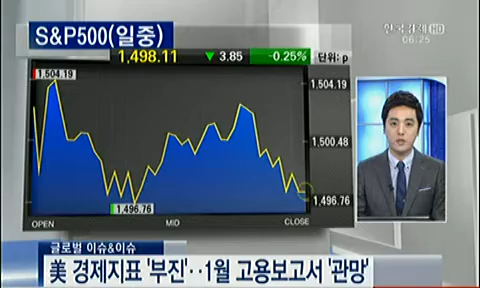 S&P500(일중)
한국경제HD
06:25
1,498.11 ▼ 3.85 -0.25% 단위: p
1,504.19
1,504.19
1,500.48
1,496.76
1,496.76
OPEN MID CLOSE
글로벌 이슈&이슈
美 경제지표 '부진'··1월 고용보고서 '관망'